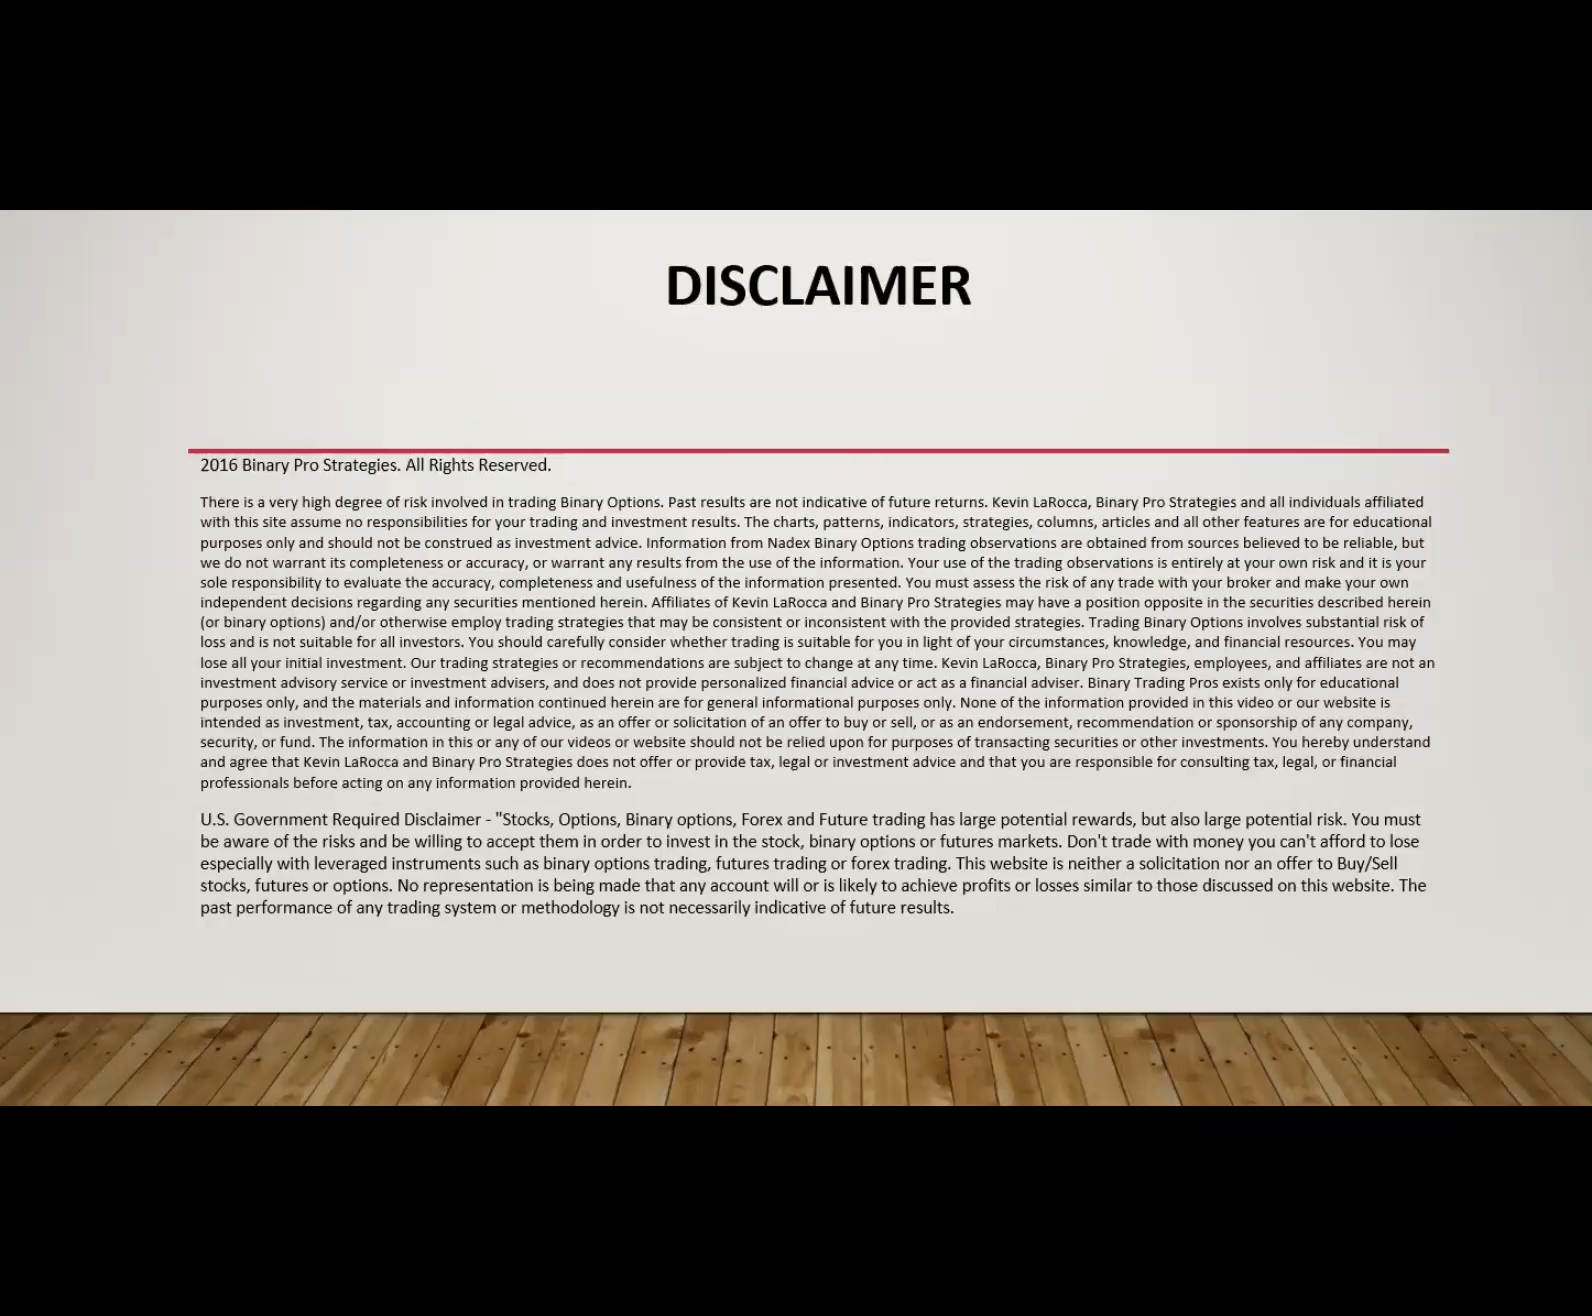 DISCLAIMER
2016 Binary Pro Strategies. All Rights Reserved.
There is a very high degree of risk involved in trading Binary Options. Past results are not indicative of future returns. Kevin LaRocca, Binary Pro Strategies and all individuals affiliated
with this site assume no responsibilities for your trading and investment results. The charts, patterns, indicators, strategies, columns, articles and all other features are for educational
purposes only and should not be construed as investment advice. Information from Nadex Binary Options trading observations are obtained from sources believed to be reliable, but
we do not warrant its completeness or accuracy, or warrant any results from the use of the information. Your use of the trading observations is entirely at your own risk and it is your
sole responsibility to evaluate the accuracy, completeness and usefulness of the information presented. You must assess the risk of any trade with your broker and make your own
independent decisions regarding any securities mentioned herein. Affiliates of Kevin LaRocca and Binary Pro Strategies may have a position opposite in the securities described herein
(or binary options) and/or otherwise employ trading strategies that may be consistent or inconsistent with the provided strategies. Trading Binary Options involves substantial risk of
loss and is not suitable for all investors. You should carefully consider whether trading is suitable for you in light of your circumstances, knowledge, and financial resources. You may
lose all your initial investment. Our trading strategies or recommendations are subject to change at any time. Kevin LaRocca, Binary Pro Strategies, employees, and affiliates are not an
investment advisory service or investment advisers, and does not provide personalized financial advice or act as a financial adviser. Binary Trading Pros exists only for educational
purposes only, and the materials and information continued herein are for general informational purposes only. None of the information provided in this video or our website is
intended as investment, tax, accounting or legal advice, as an offer or solicitation of an offer to buy or sell, or as an endorsement, recommendation or sponsorship of any company,
security, or fund. The information in this or any of our videos or website should not be relied upon for purposes of transacting securities or other investments. You hereby understand
and agree that Kevin LaRocca and Binary Pro Strategies does not offer or provide tax, legal or investment advice and that you are responsible for consulting tax, legal, or financial
professionals before acting on any information provided herein.
U.S. Government Required Disclaimer - "Stocks, Options, Binary options, Forex and Future trading has large potential rewards, but also large potential risk. You must
be aware of the risks and be willing to accept them in order to invest in the stock, binary options or futures markets. Don't trade with money you can't afford to lose
especially with leveraged instruments such as binary options trading, futures trading or forex trading. This website is neither a solicitation nor an offer to Buy/Sell
stocks, futures or options. No representation is being made that any account will or is likely to achieve profits or losses similar to those discussed on this website. The
past performance of any trading system or methodology is not necessarily indicative of future results.